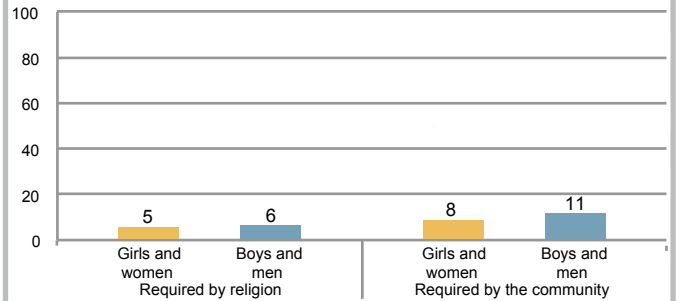 100
80
60
40
20
0
5
6
8
11
Girls and
women
Boys and
men
Girls and
women
Boys and
men
Required by religion
Required by the community